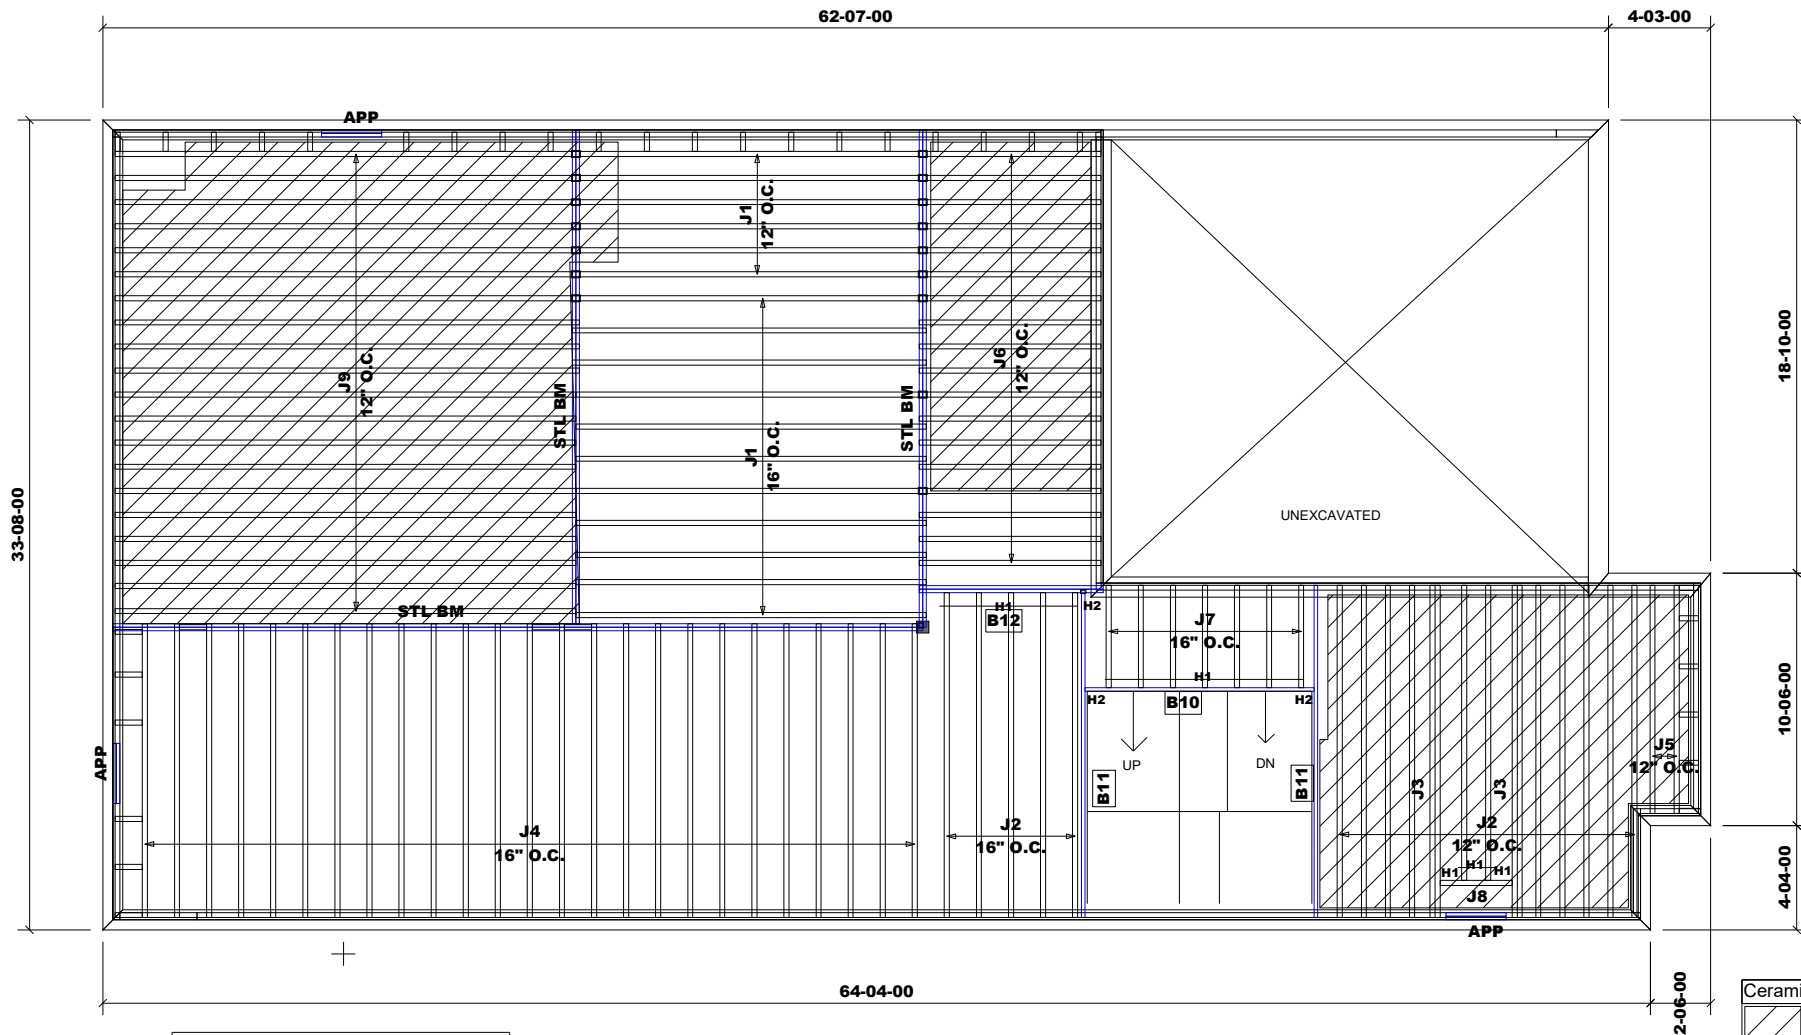 62-07-00
4-03-00
APP
J1
12" O.C.
J6
12" O.C.
J9
12" O.C.
STL BM
STL BM
J1
16" O.C.
18-10-00
33-08-00
UNEXCAVATED
STL BM
H1
B12
H2
J7
16" O.C.
H1
H2
B10
H2
APP
UP
DN
B11
B11
J3
J3
J5
12" O.C.
10-06-00
J4
16" O.C.
J2
16" O.C.
J2
12" O.C.
H1
H1
H1
J8
APP
4-04-00
64-04-00
2-06-00
Cerami